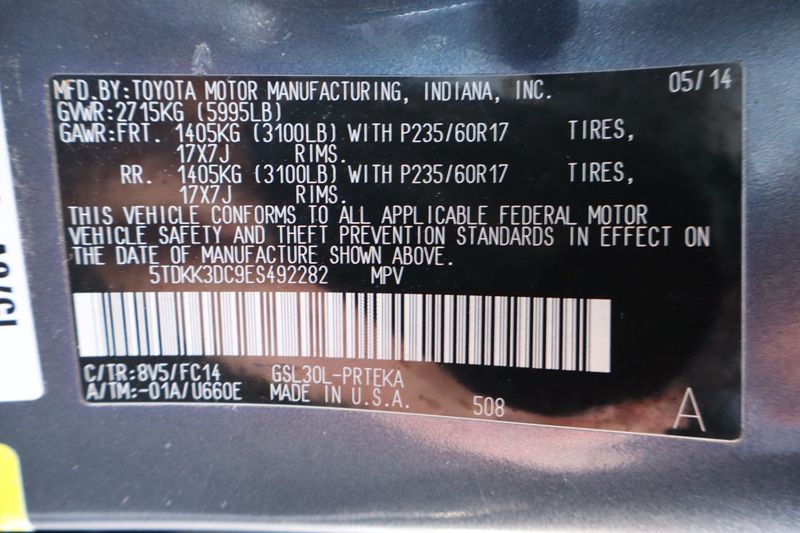 MFD.BY:TOYOTA MOTOR MANUFACTURING, INDIANA, INC. 05/14
GVWR:2715KG (5995LB)
GAWR:FRT. 1405KG (3100LB) WITH P235/60R17 TIRES,
17X7J RIMS.
RR. 1405KG (3100LB) WITH P235/60R17 TIRES,
17X7J RIMS.
THIS VEHICLE CONFORMS TO ALL APPLICABLE FEDERAL MOTOR
VEHICLE SAFETY AND THEFT PREVENTION STANDARDS IN EFFECT ON
THE DATE OF MANUFACTURE SHOWN ABOVE.
5TDKK3DC9ES492282 MPV
C/TR:8V5/FC14 GSL30L-PRTEKA
A/TM:-01A/U660E MADE IN U.S.A. 508 A